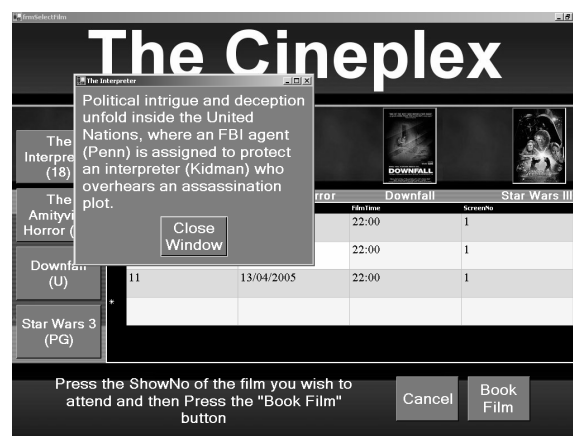 frmSelectFilm
The Cineplex
The Interpreter
Political intrigue and deception
unfold inside the United
Nations, where an FBI agent
(Penn) is assigned to protect
an interpreter (Kidman) who
overhears an assassination
plot.
Close
Window
The
Interpre
(18)
The
Amityvi
Horror (
Downfall
(U)
Star Wars 3
(PG)
DOWNFALL
rror
Downfall
Star Wars III
FilmTime
ScreenNo
22:00
1
22:00
1
11
13/04/2005
22:00
1
*
Press the ShowNo of the film you wish to
attend and then Press the "Book Film"
button
Cancel
Book
Film